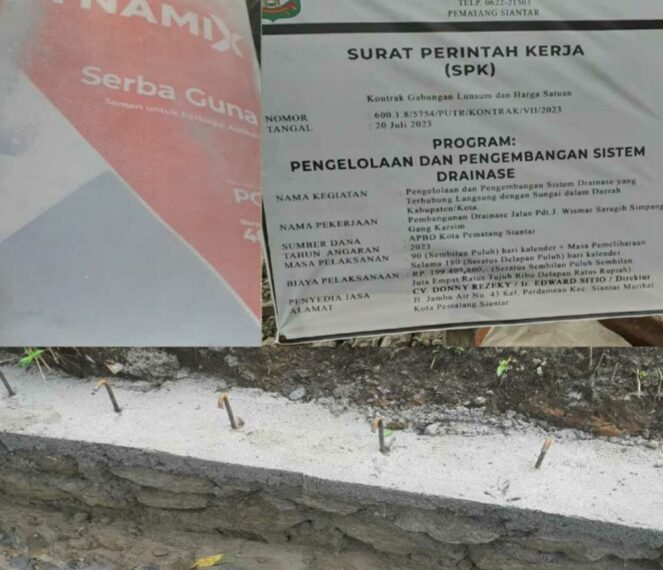 YNAMIX
Serba Guna
Semen untuk berbagai
TELP. 0622-21503
PEMATANG SIANTAR
SURAT PERINTAH KERJA
(SPK)
Kontrak Gabungan Lunsum dan Harga Satuan
NOMOR : 600.1.8/5754/PUTR/KONTRAK/VII/2023
TANGAL : 20 Juli 2023
PROGRAM:
PENGELOLAAN DAN PENGEMBANGAN SISTEM
DRAINASE
NAMA KEGIATAN : Pengelolaan dan Pengembangan Sistem Drainase yang
Terhubung Langsung dengan Sungai dalam Daerah
Kabupaten/Kota.
NAMA PEKERJAAN : Pembangunan Drainase Jalan Pdt J. Wismar Saragih Simpang
Gang Karsim
SUMBER DANA : APBD Kota Pematang Siantar
TAHUN ANGARAN : 2023
MASA PELAKSANAN : 90 (Sembilan Puluh) hari kalender + Masa Pemeliharaan
Selama 180 (Seratus Delapan Puluh) hari kalender.
BIAYA PELAKSANAAN : RP 199.407.800,- (Seratus Sembilan Puluh Sembilan
Juta Empat Ratus Tujuh Ribu Delapan Ratus Rupiah)
PENYEDIA JASA : CV. DONNY REZEKY / Ir. EDWARD SITIO / Direktur
ALAMAT : Jl. Jambu Air No. 43 Kel. Pardamean Kec. Siantar Marihat
Kota Pematang Siantar